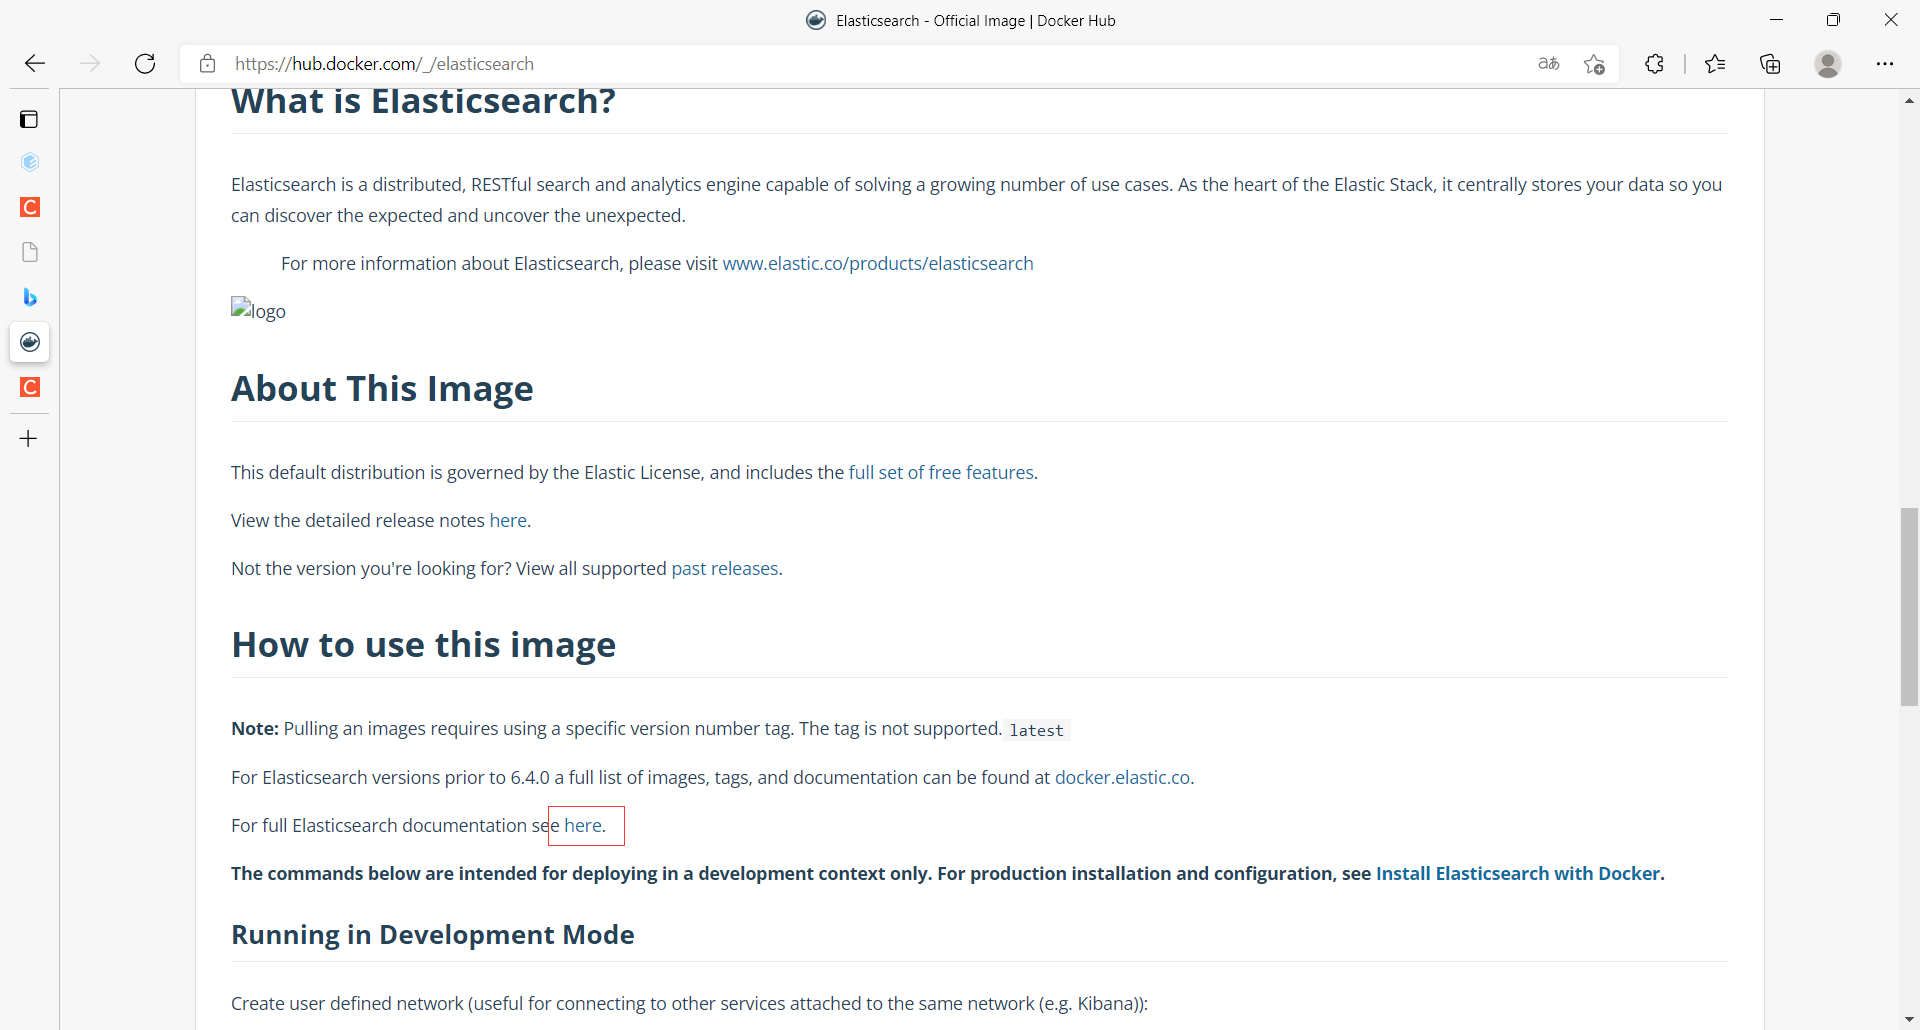 Elasticsearch - Official Image | Docker Hub
https://hub.docker.com/_/elasticsearch
aあ
What is Elasticsearch?
Elasticsearch is a distributed, RESTful search and analytics engine capable of solving a growing number of use cases. As the heart of the Elastic Stack, it centrally stores your data so you
can discover the expected and uncover the unexpected.
For more information about Elasticsearch, please visit www.elastic.co/products/elasticsearch
logo
About This Image
This default distribution is governed by the Elastic License, and includes the full set of free features.
View the detailed release notes here.
Not the version you're looking for? View all supported past releases.
How to use this image
Note: Pulling an images requires using a specific version number tag. The tag is not supported. latest
For Elasticsearch versions prior to 6.4.0 a full list of images, tags, and documentation can be found at docker.elastic.co.
For full Elasticsearch documentation see here.
The commands below are intended for deploying in a development context only. For production installation and configuration, see Install Elasticsearch with Docker.
Running in Development Mode
Create user defined network (useful for connecting to other services attached to the same network (e.g. Kibana)):